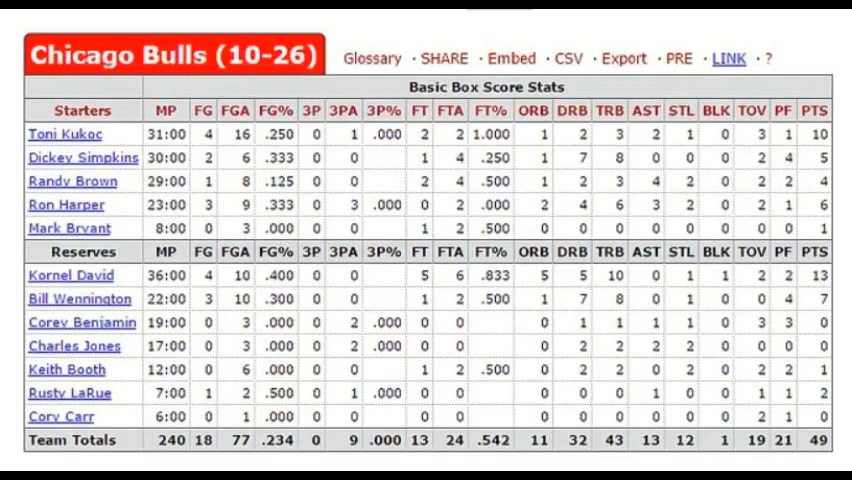 Chicago Bulls (10-26) Glossary · SHARE · Embed · CSV · Export · PRE · LINK · ?
Basic Box Score Stats
Starters MP FG FGA FG% 3P 3PA 3P% FT FTA FT% ORB DRB TRB AST STL BLK TOV PF PTS
Toni Kukoc 31:00 4 16 .250 0 1 .000 2 2 1.000 1 2 3 2 1 0 3 1 10
Dickey Simpkins 30:00 2 6 .333 0 0 1 4 .250 1 7 8 0 0 0 2 4 5
Randy Brown 29:00 1 8 .125 0 0 2 4 .500 1 2 3 4 2 0 2 2 4
Ron Harper 23:00 3 9 .333 0 3 .000 0 2 .000 2 4 6 3 2 0 2 1 6
Mark Bryant 8:00 0 3 .000 0 0 1 2 .500 0 0 0 0 0 0 0 0 1
Reserves MP FG FGA FG% 3P 3PA 3P% FT FTA FT% ORB DRB TRB AST STL BLK TOV PF PTS
Kornel David 36:00 4 10 .400 0 0 5 6 .833 5 5 10 0 1 1 2 2 13
Bill Wennington 22:00 3 10 .300 0 0 1 2 .500 1 7 8 0 1 0 0 4 7
Corey Benjamin 19:00 0 3 .000 0 2 .000 0 0 0 1 1 1 1 0 3 3 0
Charles Jones 17:00 0 3 .000 0 2 .000 0 0 0 2 2 2 2 0 0 0 0
Keith Booth 12:00 0 6 .000 0 0 1 2 .500 0 2 2 0 2 0 2 2 1
Rusty LaRue 7:00 1 2 .500 0 1 .000 0 0 0 0 0 1 0 0 1 1 2
Cory Carr 6:00 0 1 .000 0 0 0 0 0 0 0 0 0 0 2 1 0
Team Totals 240 18 77 .234 0 9 .000 13 24 .542 11 32 43 13 12 1 19 21 49